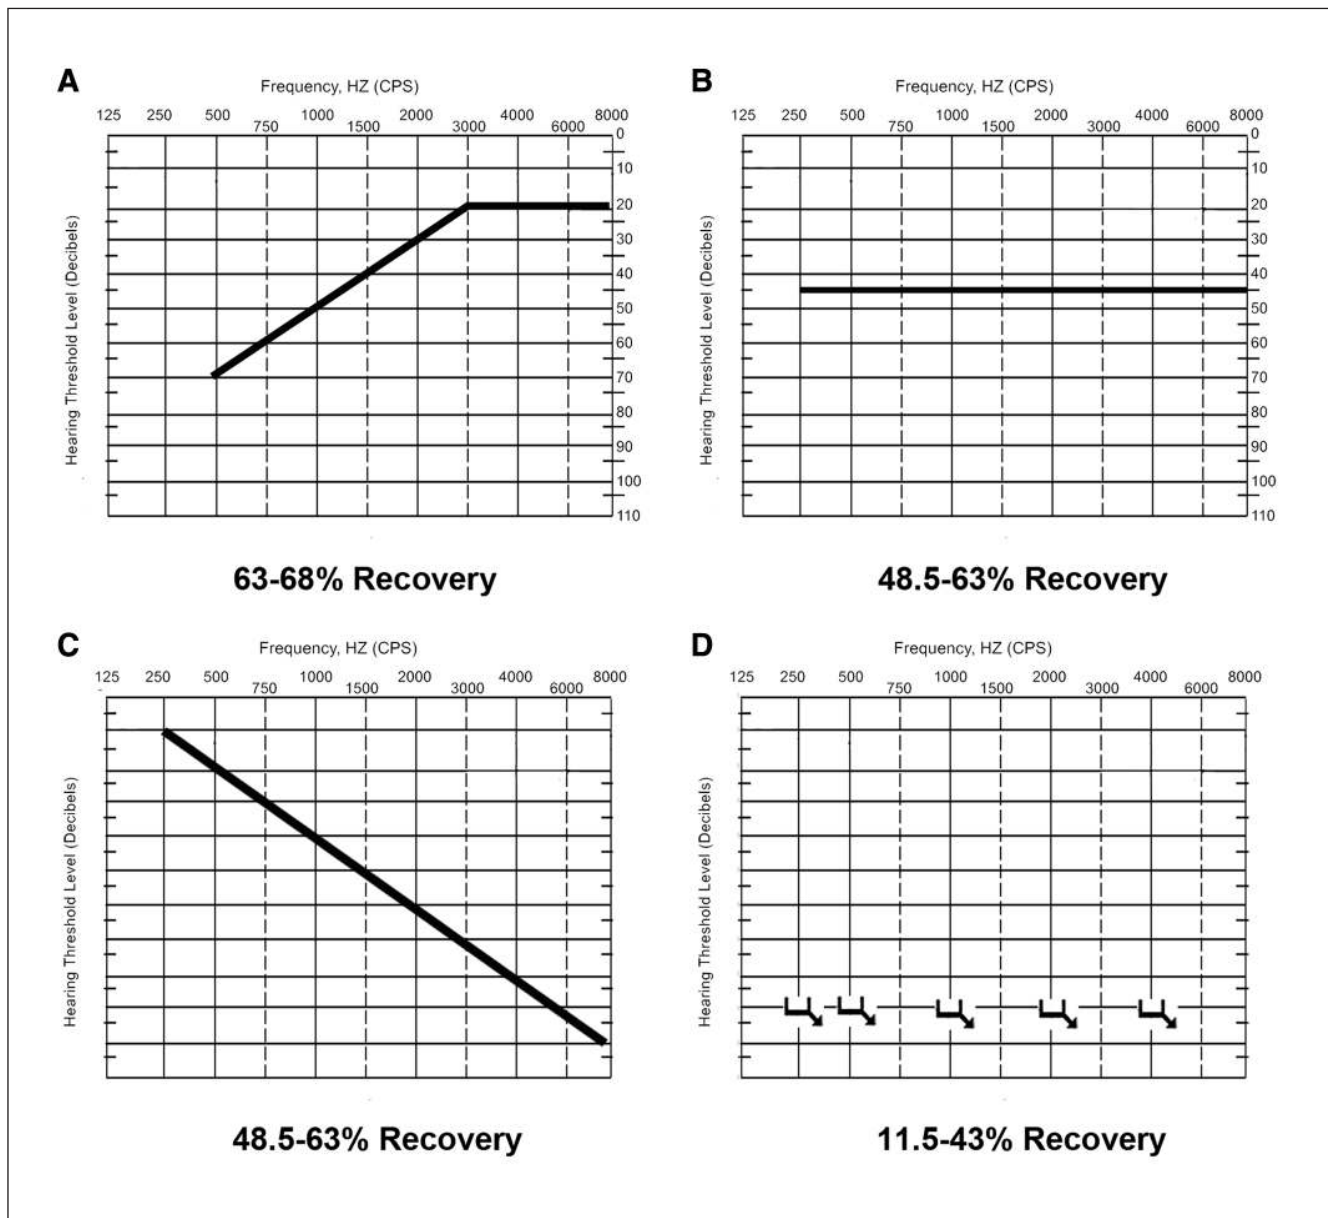 A
Frequency, HZ (CPS)
125 250 500 750 1000 1500 2000 3000 4000 6000 8000
Hearing Threshold Level (Decibels)
0
10
20
30
40
50
60
70
80
90
100
110
63-68% Recovery
B
Frequency, HZ (CPS)
125 250 500 750 1000 1500 2000 3000 4000 6000 8000
Hearing Threshold Level (Decibels)
0
10
20
30
40
50
60
70
80
90
100
110
48.5-63% Recovery
C
Frequency, HZ (CPS)
125 250 500 750 1000 1500 2000 3000 4000 6000 8000
Hearing Threshold Level (Decibels)
48.5-63% Recovery
D
Frequency, HZ (CPS)
125 250 500 750 1000 1500 2000 3000 4000 6000 8000
Hearing Threshold Level (Decibels)
11.5-43% Recovery